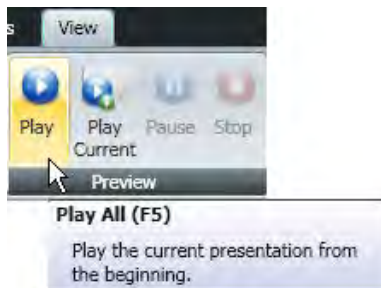 s View
Play Play Current Pause Stop
Preview
Play All (F5)
Play the current presentation from
the beginning.